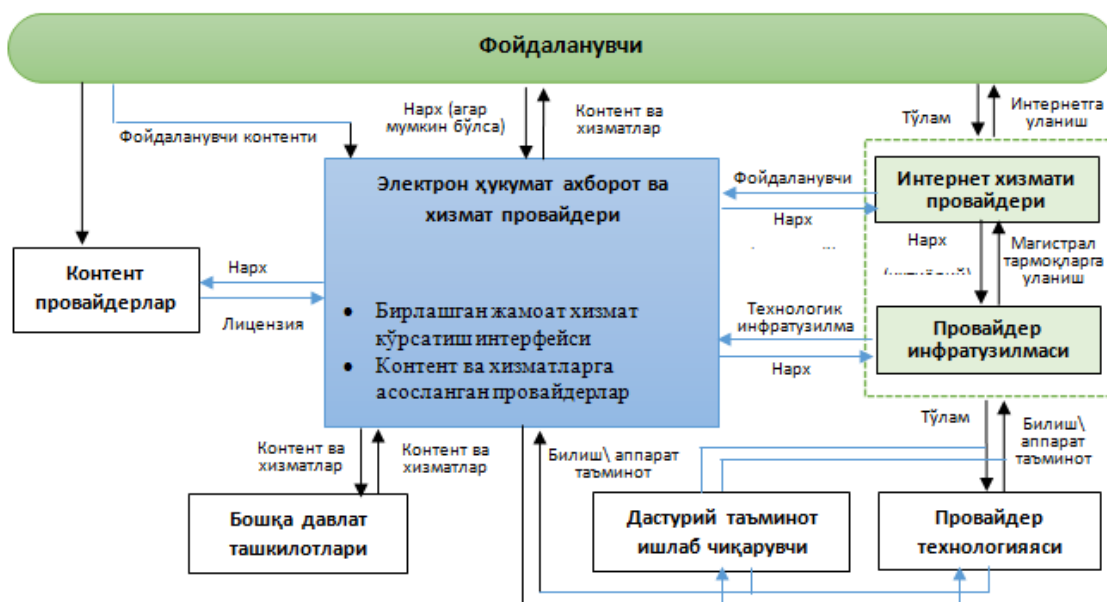 Фойдаланувчи
Нарх (агар
мумкин бўлса)
Контент ва
хизматлар
Тўлам
Интернетга
уланиш
Фойдаланувчи контенти
Электрон ҳукумат ахборот ва
хизмат провайдери
Фойдаланувчи
Нарх
Интернет хизмати
провайдери
Нарх
Магистрал
тармоқларга
уланиш
Контент
провайдерлар
Нарх
Лицензия
• Бирлашган жамоат хизмат
кўрсатиш интерфейси
• Контент ва хизматларга
асосланган провайдерлар
Технологик
инфратузилма
Нарх
Провайдер
инфратузилмаси
Тўлам
Билиш\
аппарат
таъминот
Контент ва
хизматлар
Контент ва
хизматлар
Билиш\ аппарат
таъминот
Бошқа давлат
ташкилотлари
Дастурий таъминот
ишлаб чиқарувчи
Провайдер
технологияяси